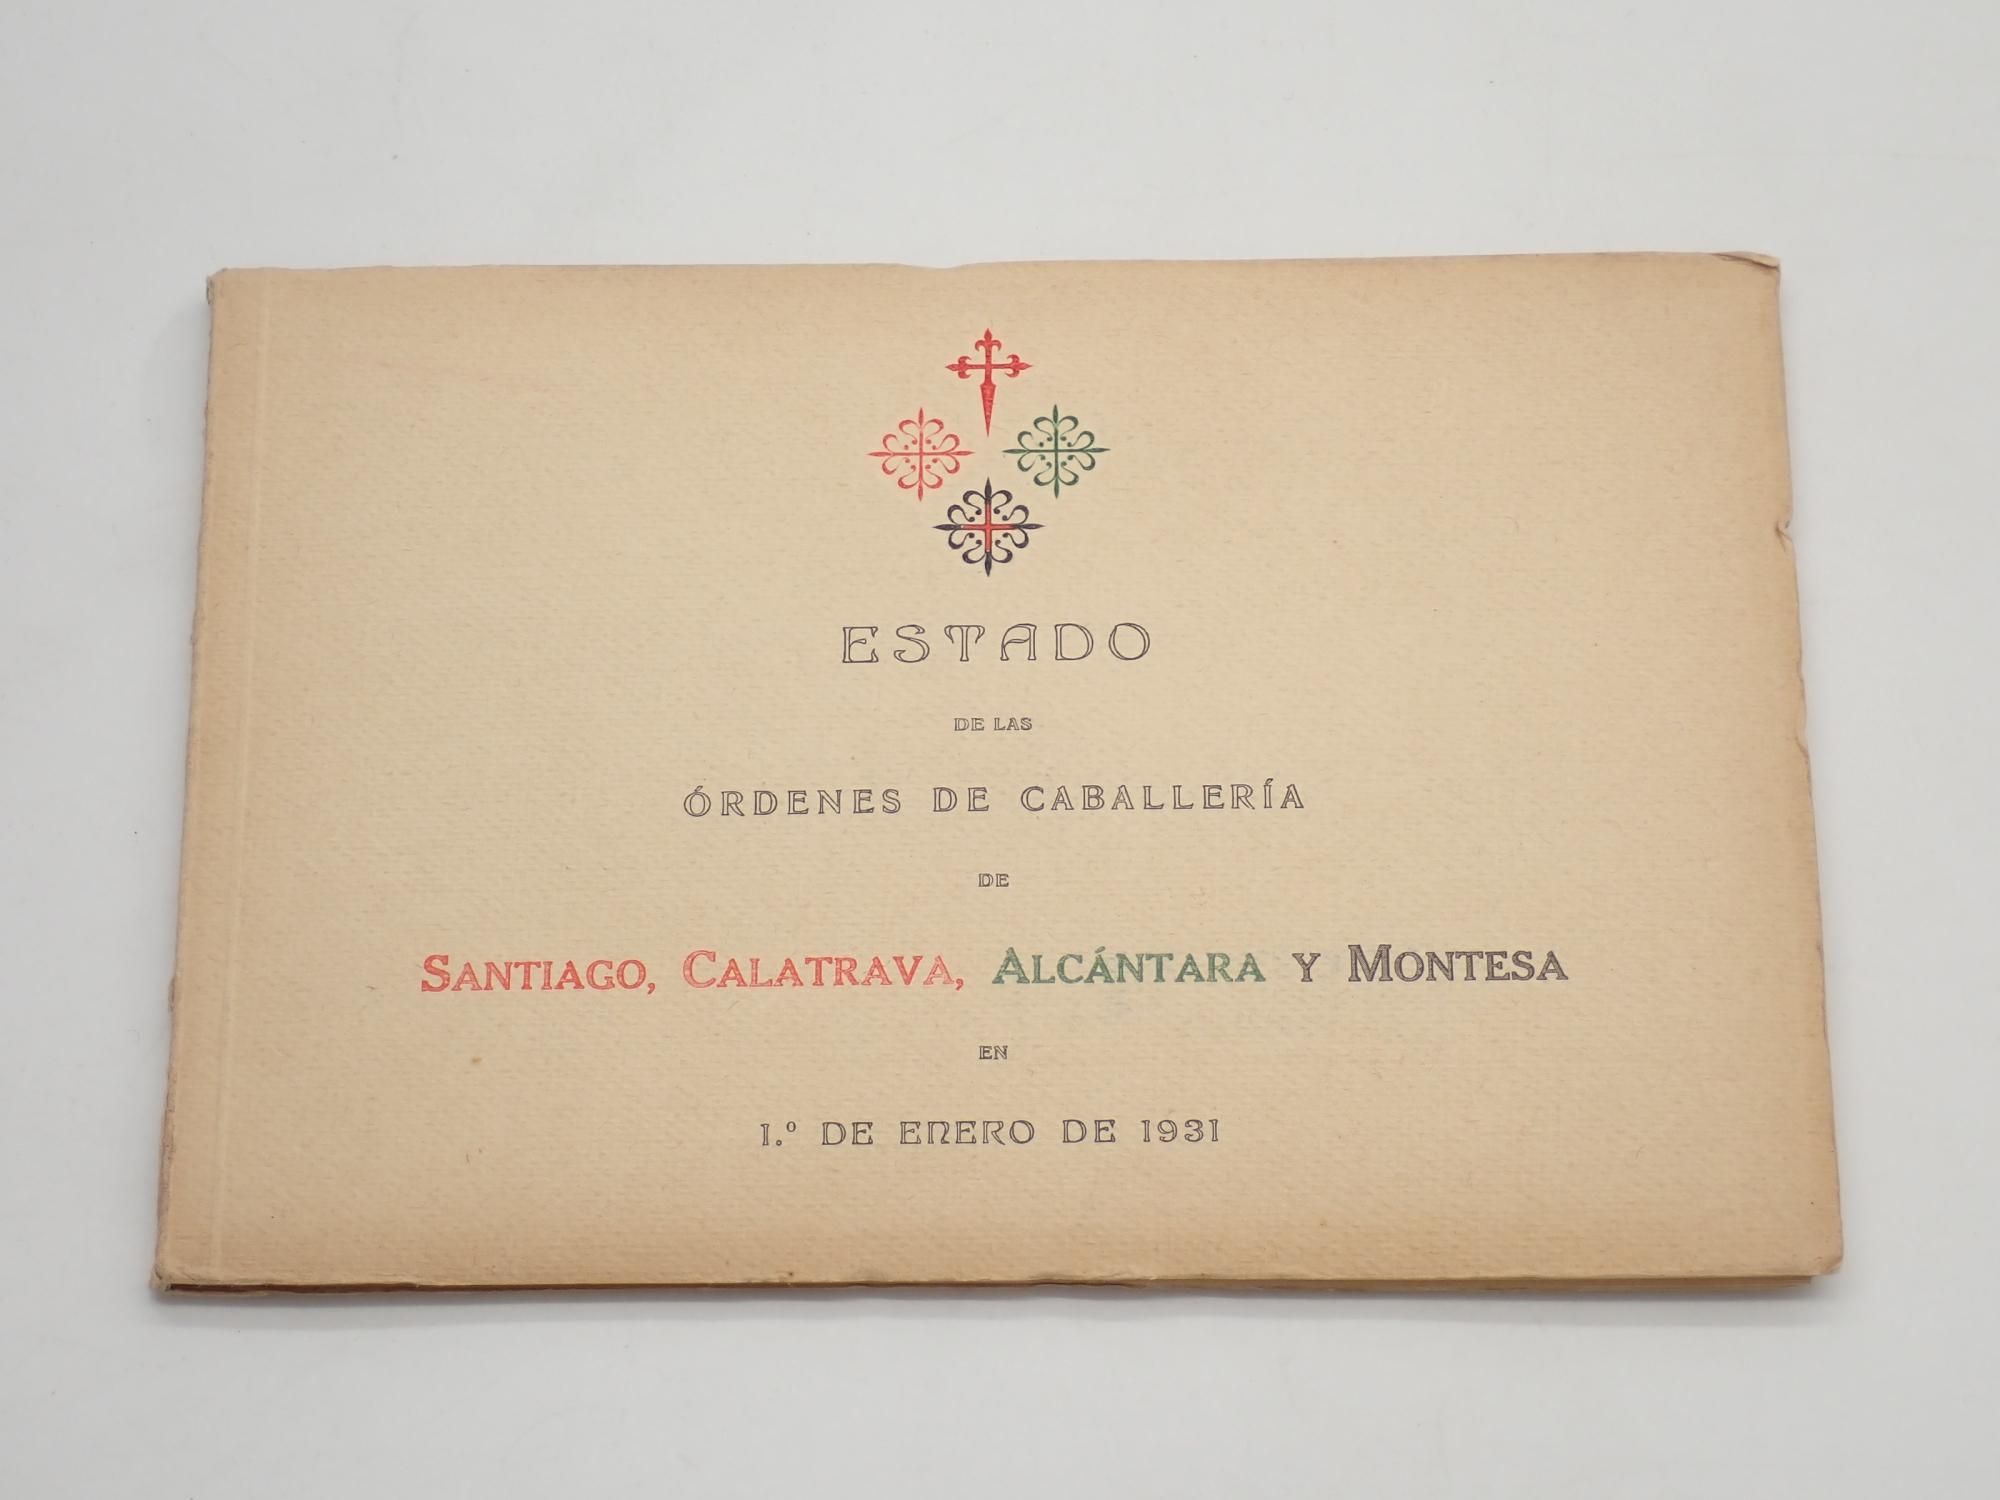 ESTADO
DE LAS
ÓRDENES DE CABALLERÍA
DE
SANTIAGO, CALATRAVA, ALCÁNTARA Y MONTESA
EN
1.º DE ENERO DE 1931